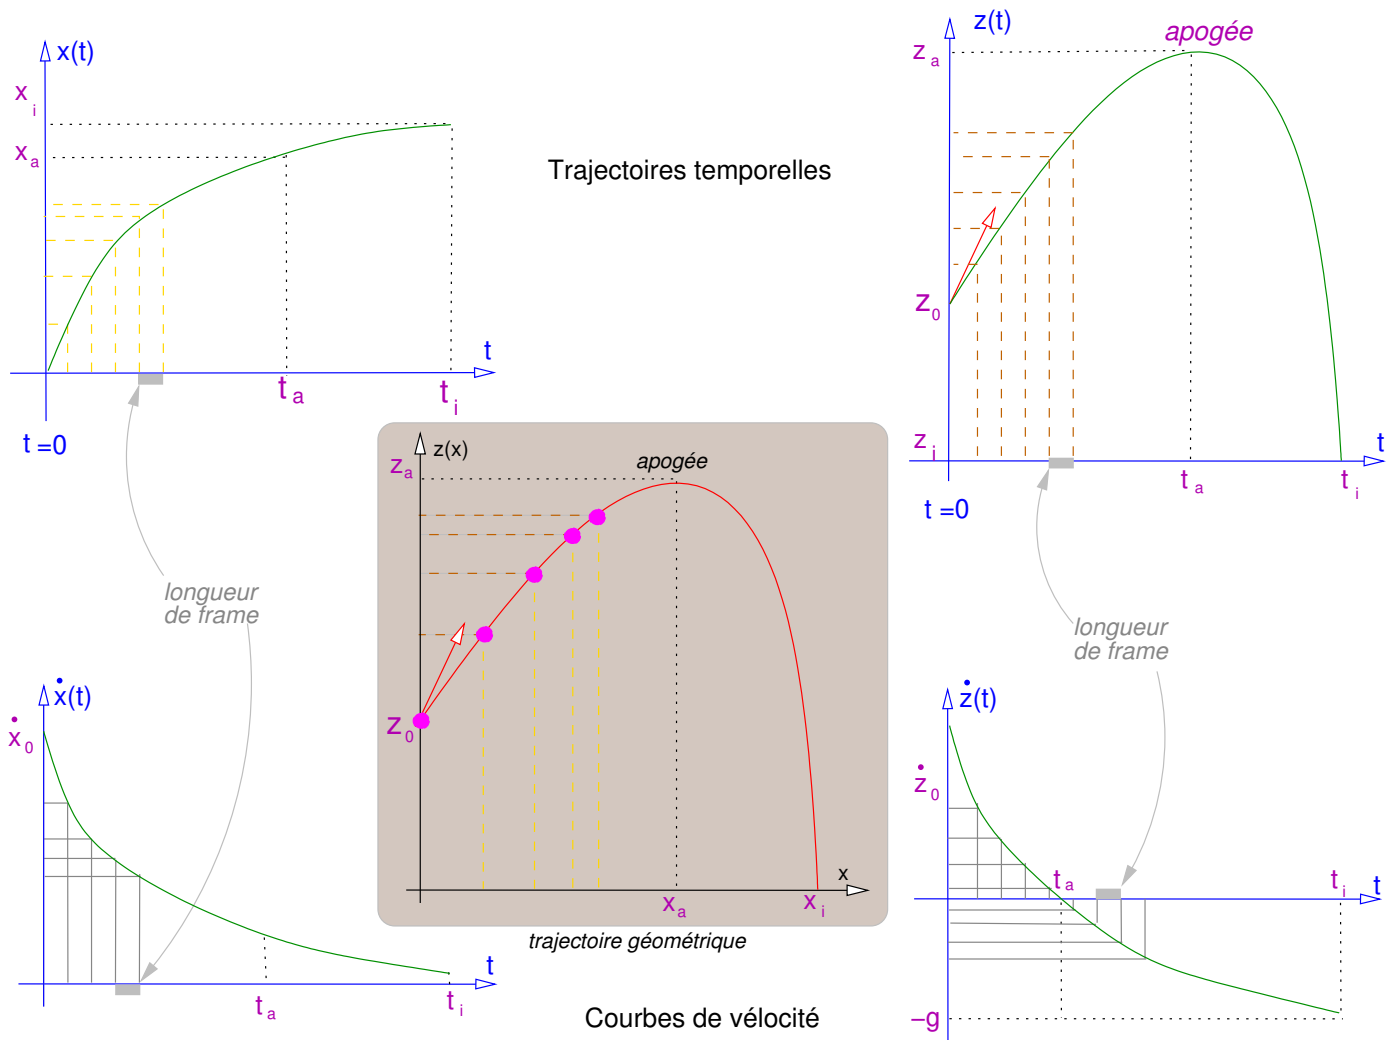 x(t)
x i
x a
t
t a
t i
t =0
Trajectoires temporelles
z(t)
apogée
z a
z 0
z i
t
t a
t i
t =0
longueur
de frame
z(x)
apogée
z a
z 0
x
x a
x i
trajectoire géométrique
longueur
de frame
ẋ(t)
ẋ 0
t
t a
t i
ż(t)
ż 0
t a
t i
t
–g
Courbes de vélocité